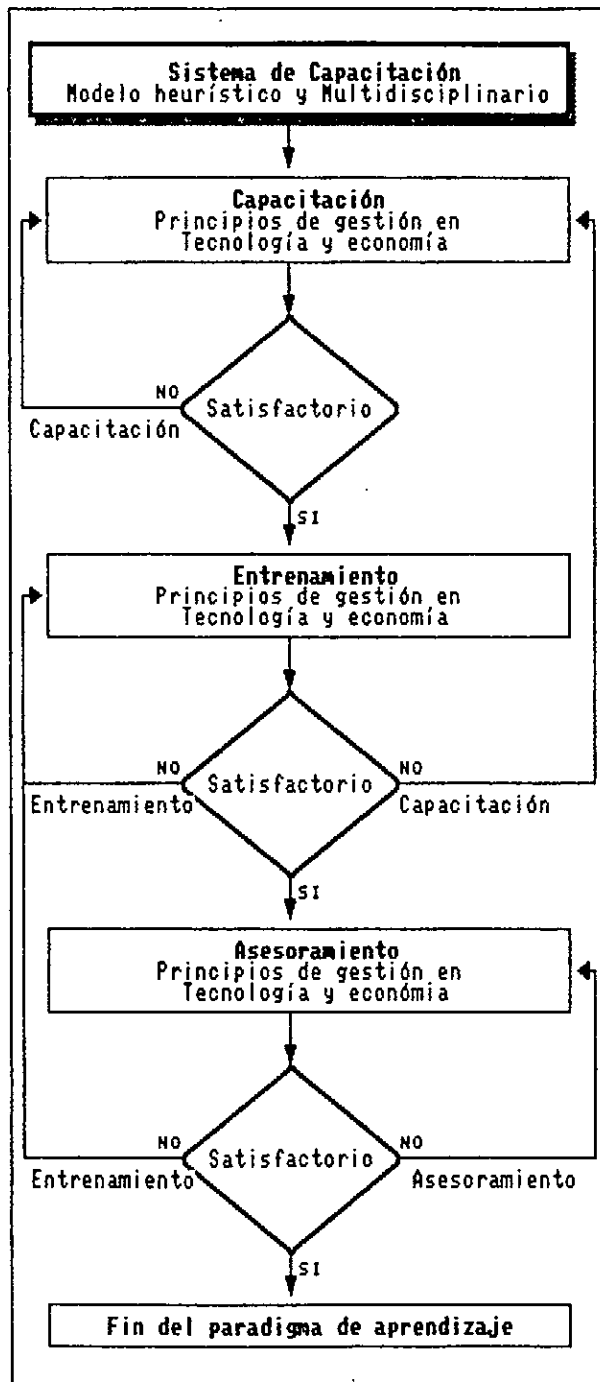 Sistema de Capacitación
Modelo heurístico y Multidisciplinario
Capacitación
Principios de gestión en
Tecnología y economía
NO
Satisfactorio
Capacitación
SI
Entrenamiento
Principios de gestión en
Tecnología y economía
NO
Satisfactorio
NO
Entrenamiento
Capacitación
SI
Asesoramiento
Principios de gestión en
Tecnología y económia
NO
Satisfactorio
NO
Entrenamiento
Asesoramiento
SI
Fin del paradigma de aprendizaje